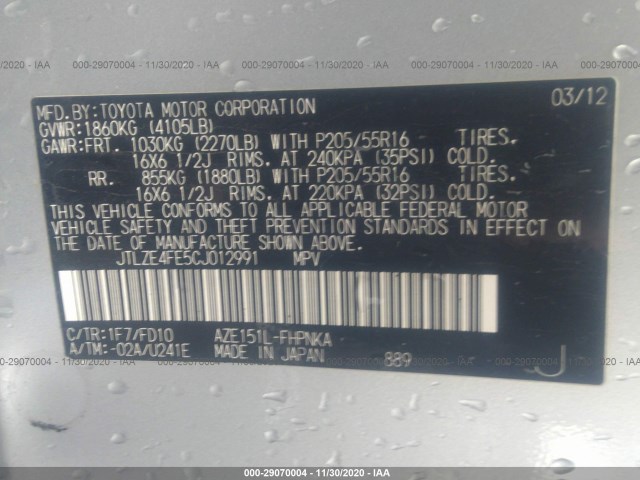 000-29070004 - 11/30/2020 - IAA
MFD.BY:TOYOTA MOTOR CORPORATION 03/12
GVWR:1860KG (4105LB)
GAWR:FRT. 1030KG (2270LB) WITH P205/55R16 TIRES.
16X6 1/2J RIMS. AT 240KPA (35PSI) COLD.
RR. 855KG (1880LB) WITH P205/55R16 TIRES.
16X6 1/2J RIMS. AT 220KPA (32PSI) COLD.
THIS VEHICLE CONFORMS TO ALL APPLICABLE FEDERAL MOTOR
VEHICLE SAFETY AND THEFT PREVENTION STANDARDS IN EFFECT ON
THE DATE OF MANUFACTURE SHOWN ABOVE.
JTLZE4FE5CJ012991 MPV
C/TR:1F7/FD10 AZE151L-FHPNKA
A/TM:-02A/U241E MADE IN JAPAN 889 J
000-29070004 - 11/30/2020 - IAA